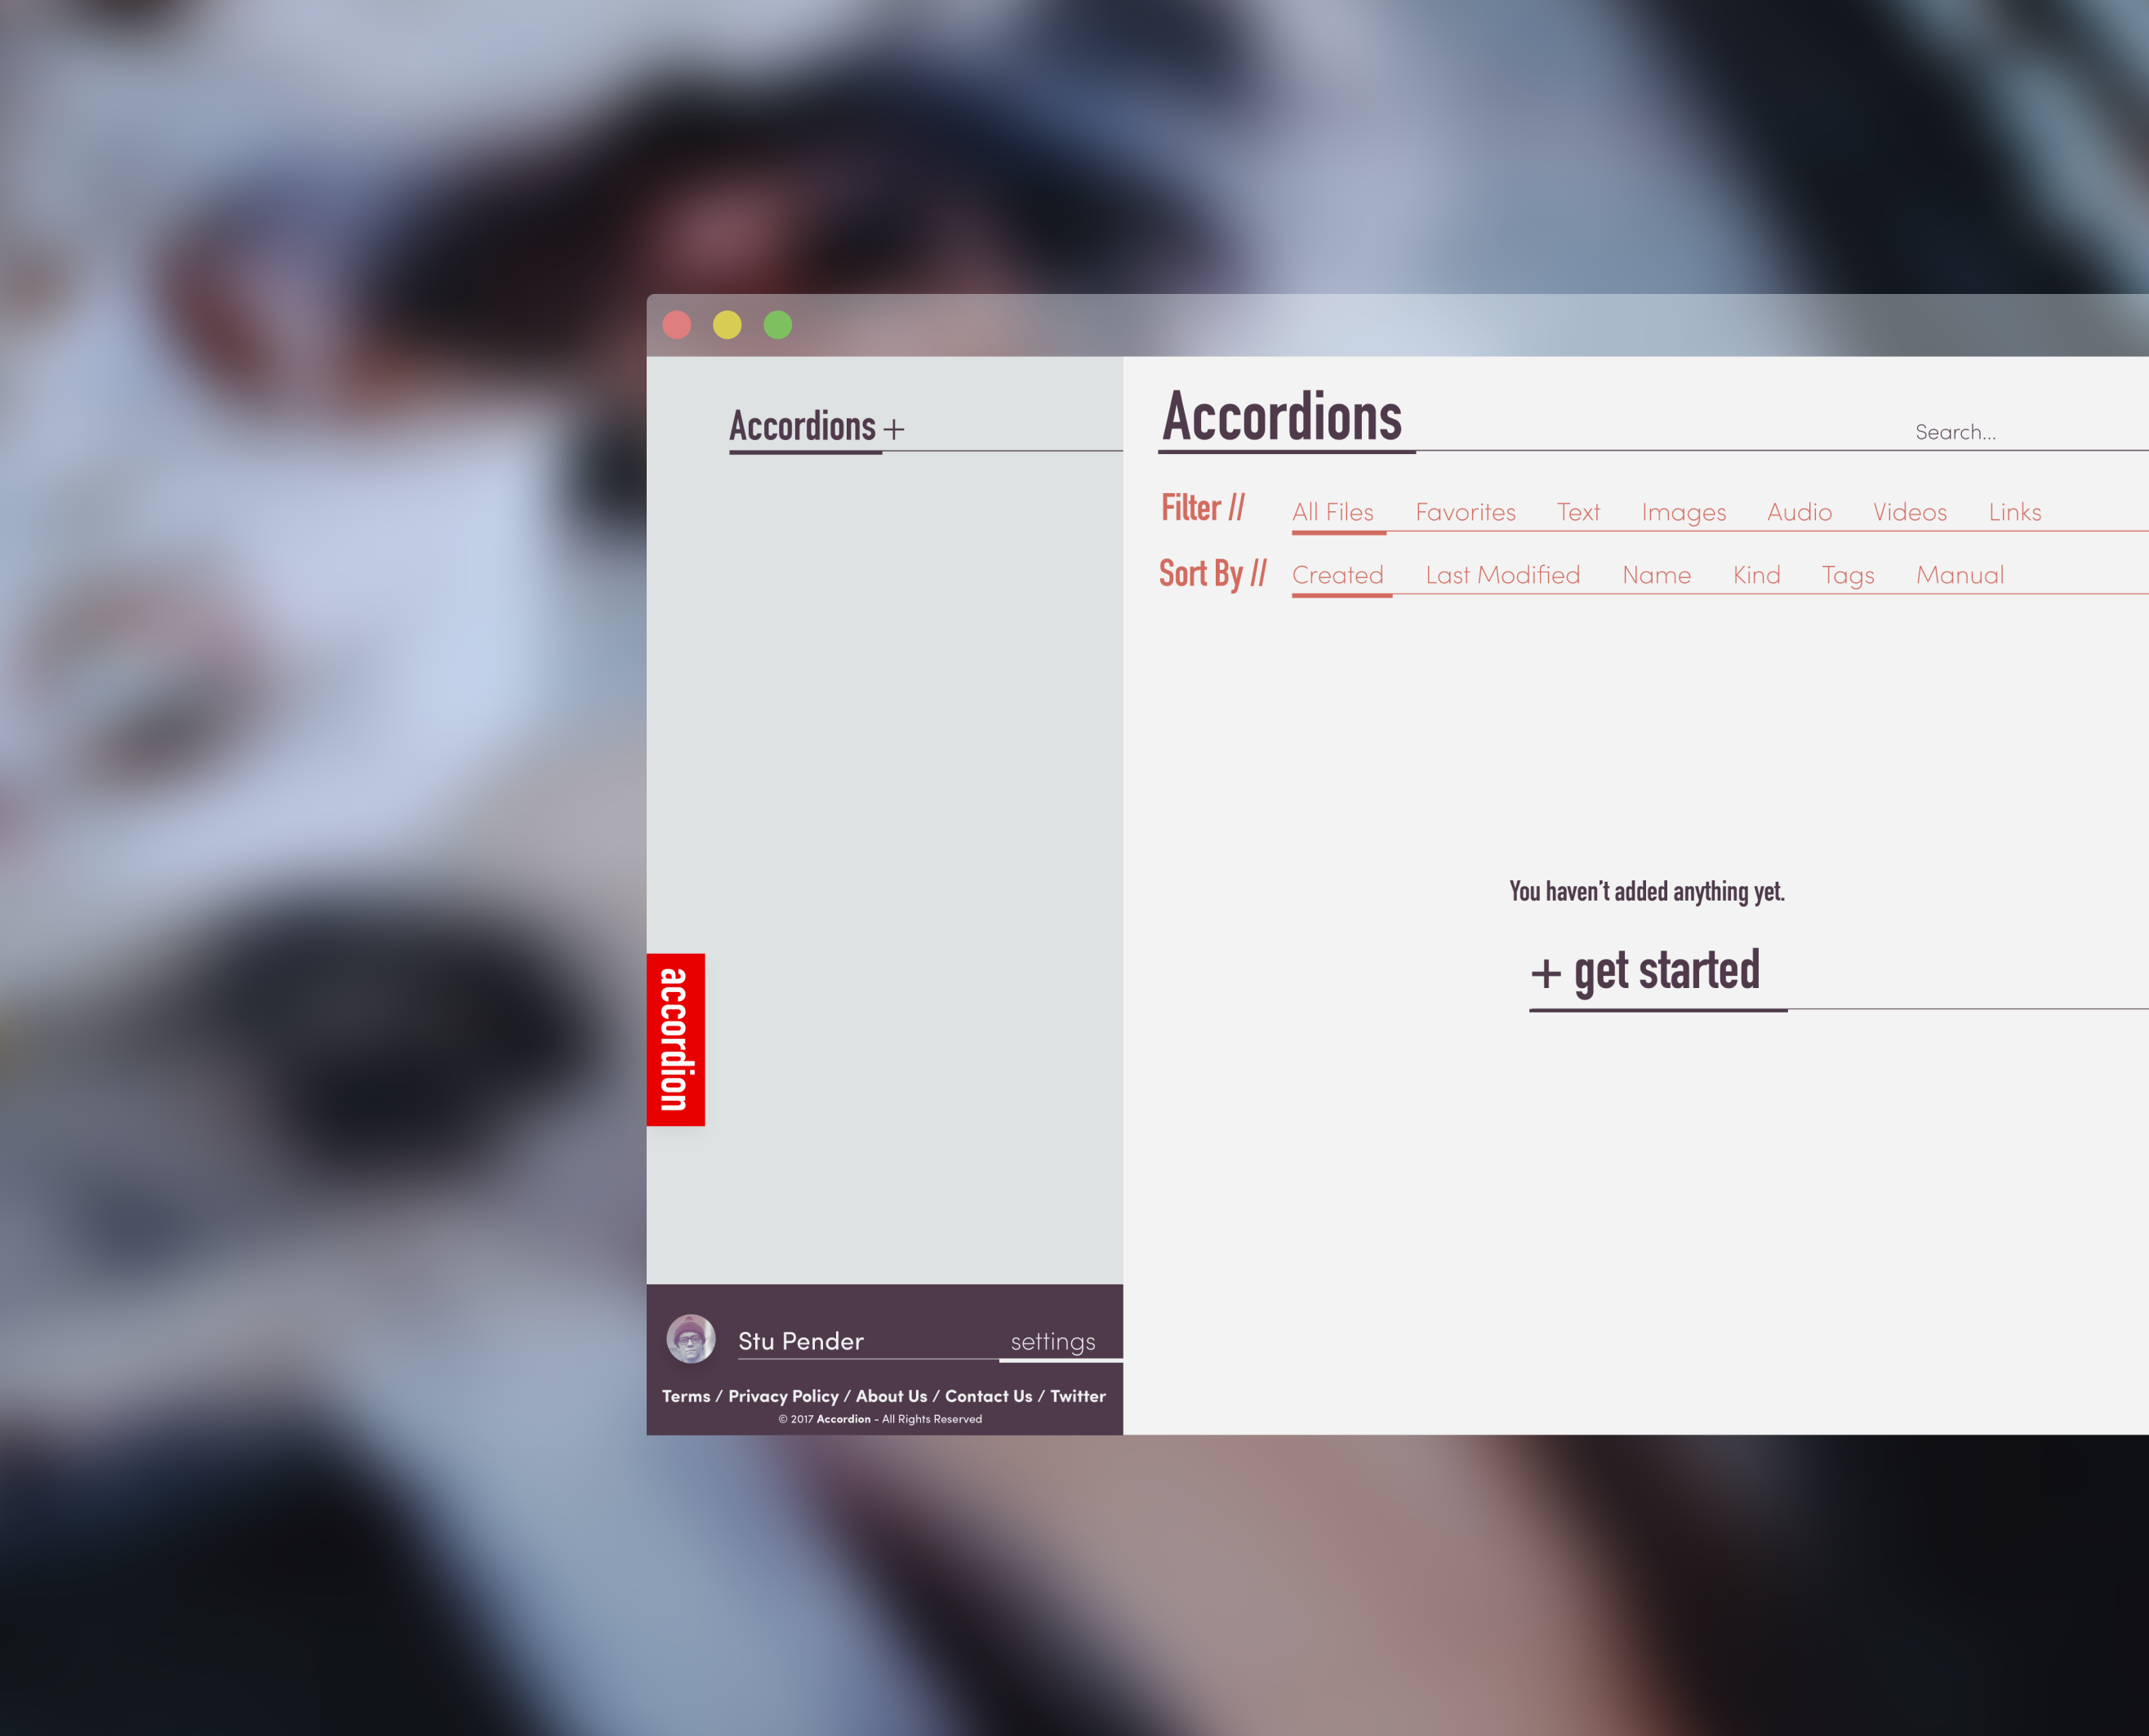 Accordions +
Accordions
Search...
Filter // All Files Favorites Text Images Audio Videos Links
Sort By // Created Last Modified Name Kind Tags Manual
You haven’t added anything yet.
+ get started
accordion
Stu Pender settings
Terms / Privacy Policy / About Us / Contact Us / Twitter
© 2017 Accordion - All Rights Reserved